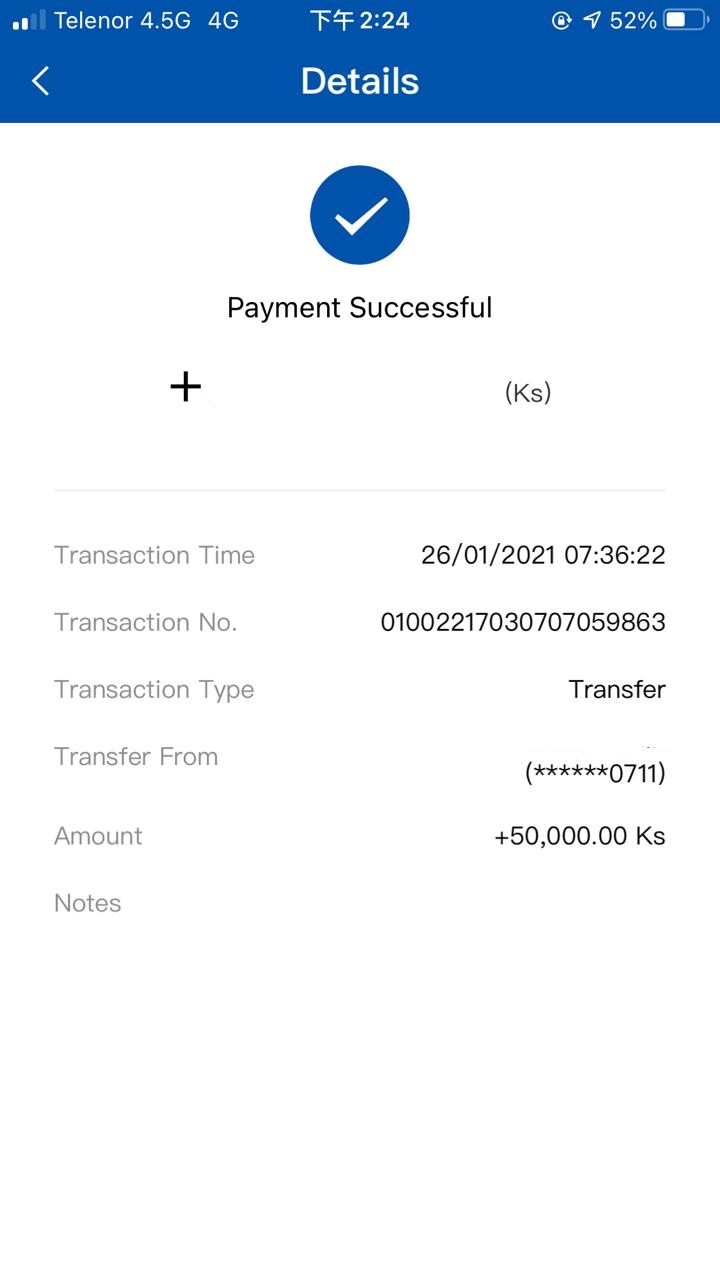 Telenor 4.5G 4G 下午 2:24 52%
Details
Payment Successful
+ (Ks)
Transaction Time 26/01/2021 07:36:22
Transaction No. 01002217030707059863
Transaction Type Transfer
Transfer From
(******0711)
Amount +50,000.00 Ks
Notes